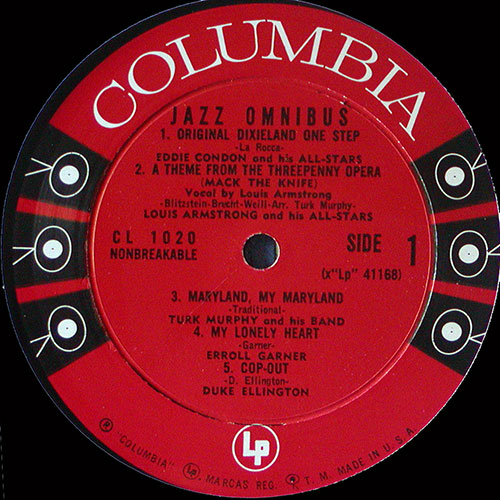 COLUMBIA
JAZZ OMNIBUS
1. ORIGINAL DIXIELAND ONE STEP
-La Rocca-
EDDIE CONDON and his ALL-STARS
2. A THEME FROM THE THREEPENNY OPERA
(MACK THE KNIFE)
Vocal by Louis Armstrong
-Blitzstein-Brecht-Weill-Arr. Turk Murphy-
LOUIS ARMSTRONG and his ALL-STARS
CL 1020
NONBREAKABLE
SIDE 1
(x"Lp" 41168)
3. MARYLAND, MY MARYLAND
-Traditional-
TURK MURPHY and his BAND
4. MY LONELY HEART
-Garner-
ERROLL GARNER
5. COP-OUT
-D. Ellington-
DUKE ELLINGTON
Lp
® "COLUMBIA" Lp, MARCAS REG. ® T. M. MADE IN U.S.A.